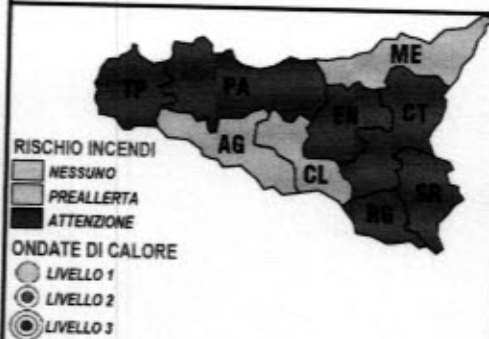 ME
TP
PA
EN
CT
AG
CL
SR
RG
RISCHIO INCENDI
NESSUNO
PREALLERTA
ATTENZIONE
ONDATE DI CALORE
LIVELLO 1
LIVELLO 2
LIVELLO 3